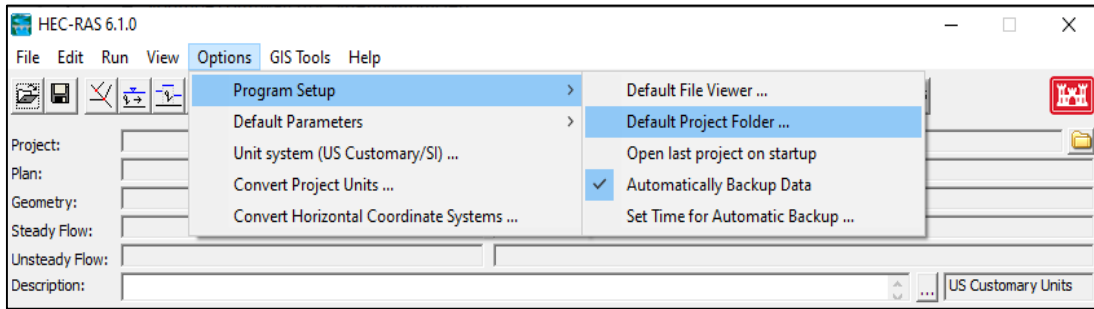 HEC-RAS 6.1.0
File Edit Run View Options GIS Tools Help
Program Setup
Default Parameters
Unit system (US Customary/SI) ...
Convert Project Units ...
Convert Horizontal Coordinate Systems ...
Default File Viewer ...
Default Project Folder ...
Open last project on startup
Automatically Backup Data
Set Time for Automatic Backup ...
Project:
Plan:
Geometry:
Steady Flow:
Unsteady Flow:
Description:
... US Customary Units